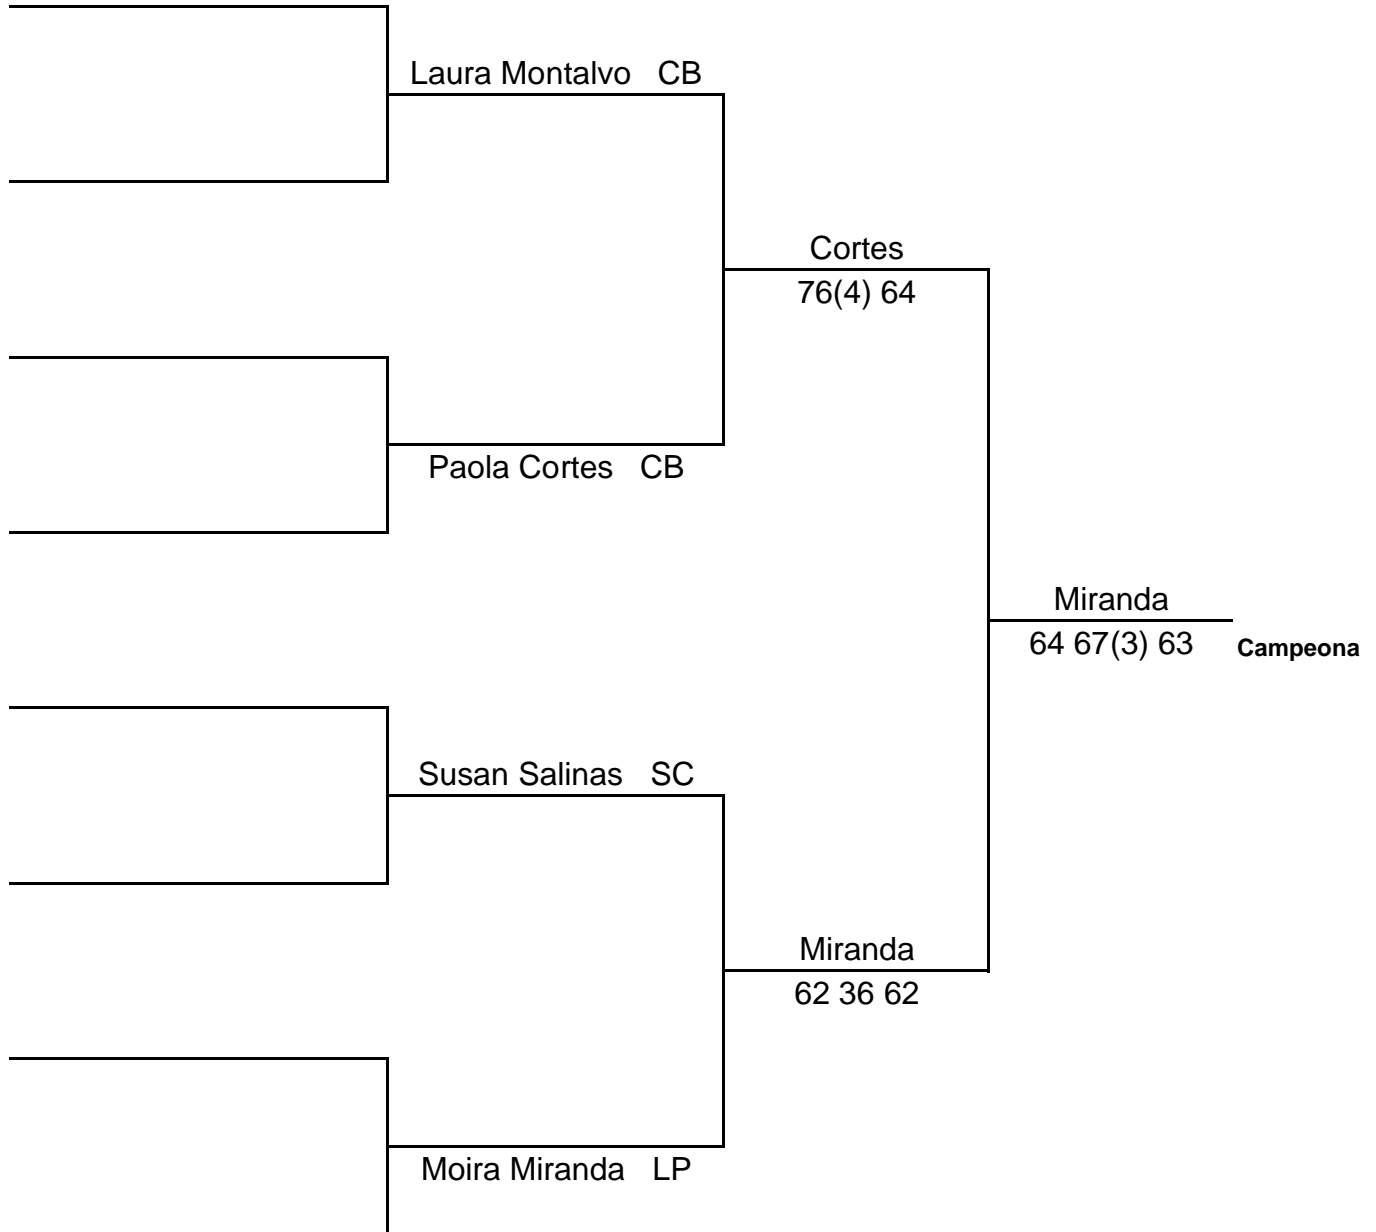 Laura Montalvo CB
Cortes
76(4) 64
Paola Cortes CB
Miranda
64 67(3) 63 Campeona
Susan Salinas SC
Miranda
62 36 62
Moira Miranda LP